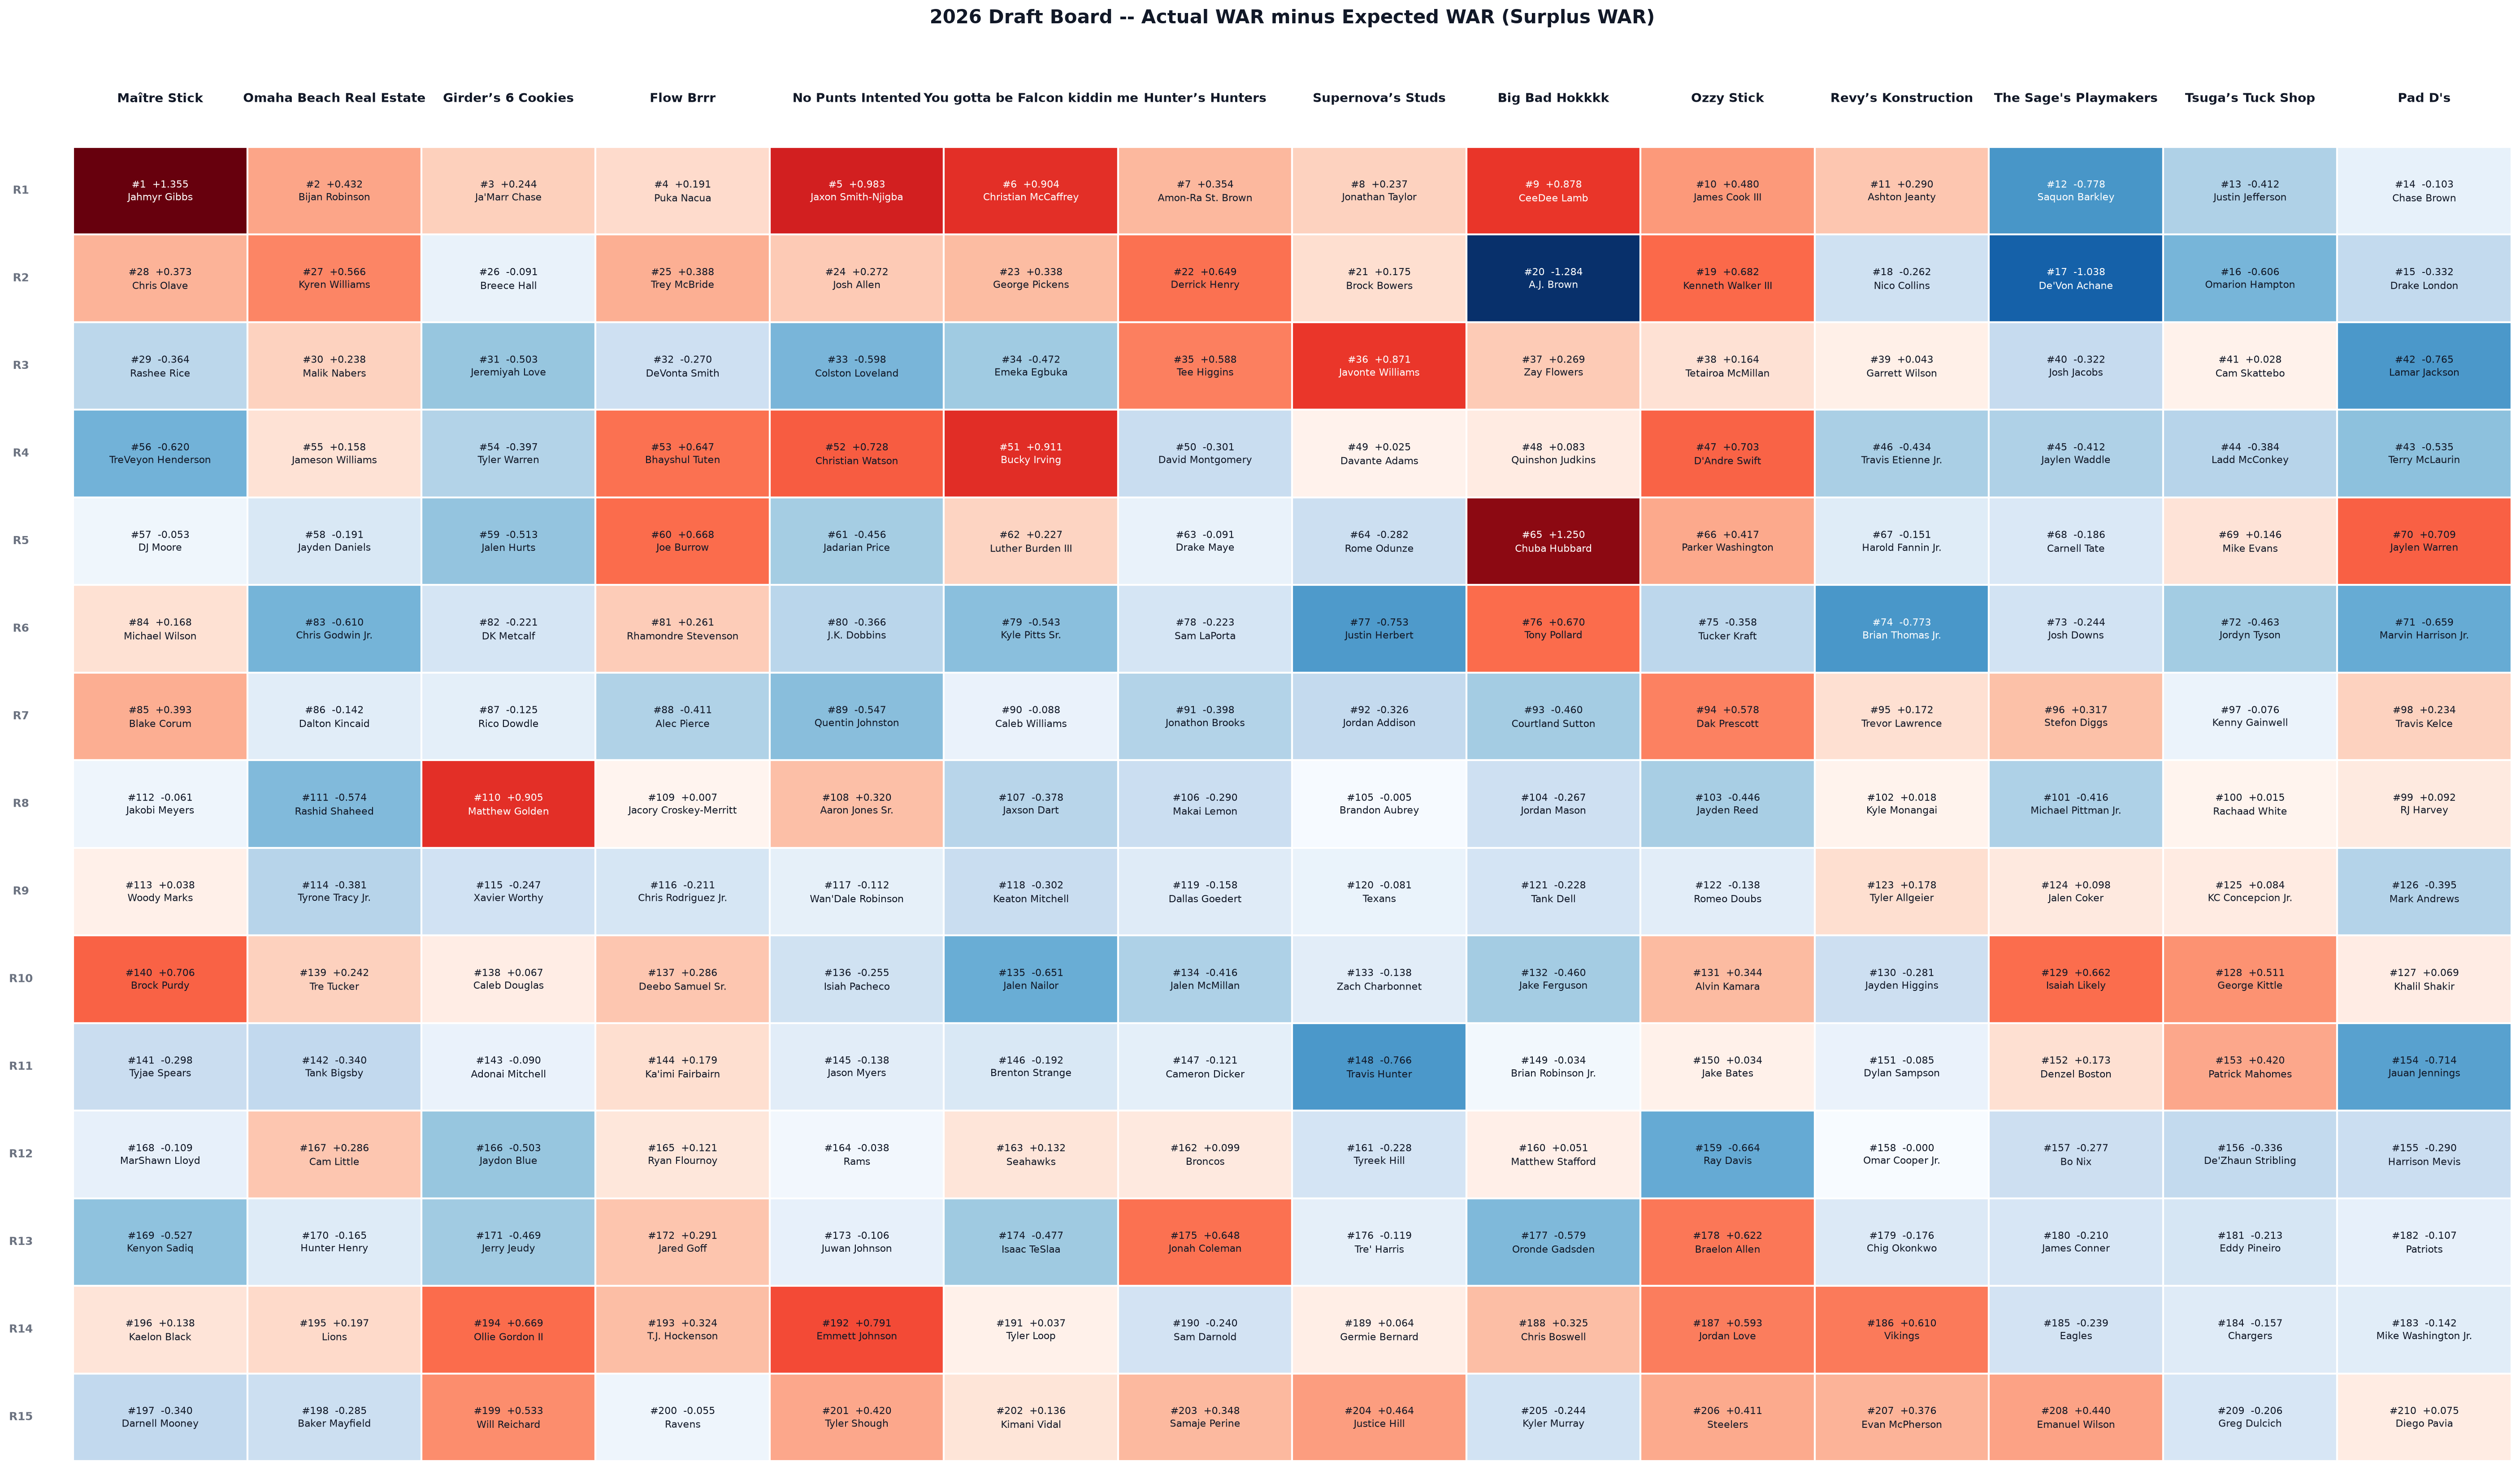 2026 Draft Board -- Actual WAR minus Expected WAR (Surplus WAR)
Maître Stick Omaha Beach Real Estate Girder’s 6 Cookies Flow Brrr No Punts Intented You gotta be Falcon kiddin me Hunter’s Hunters Supernova’s Studs Big Bad Hokkkk Ozzy Stick Revy’s Konstruction The Sage's Playmakers Tsuga’s Tuck Shop Pad D's
R1
#1 +1.355 #2 +0.432 #3 +0.244 #4 +0.191 #5 +0.983 #6 +0.904 #7 +0.354 #8 +0.237 #9 +0.878 #10 +0.480 #11 +0.290 #12 -0.778 #13 -0.412 #14 -0.103
Jahmyr Gibbs Bijan Robinson Ja'Marr Chase Puka Nacua Jaxon Smith-Njigba Christian McCaffrey Amon-Ra St. Brown Jonathan Taylor CeeDee Lamb James Cook III Ashton Jeanty Saquon Barkley Justin Jefferson Chase Brown
R2
#28 +0.373 #27 +0.566 #26 -0.091 #25 +0.388 #24 +0.272 #23 +0.338 #22 +0.649 #21 +0.175 #20 -1.284 #19 +0.682 #18 -0.262 #17 -1.038 #16 -0.606 #15 -0.332
Chris Olave Kyren Williams Breece Hall Trey McBride Josh Allen George Pickens Derrick Henry Brock Bowers A.J. Brown Kenneth Walker III Nico Collins De'Von Achane Omarion Hampton Drake London
R3
#29 -0.364 #30 +0.238 #31 -0.503 #32 -0.270 #33 -0.598 #34 -0.472 #35 +0.588 #36 +0.871 #37 +0.269 #38 +0.164 #39 +0.043 #40 -0.322 #41 +0.028 #42 -0.765
Rashee Rice Malik Nabers Jeremiyah Love DeVonta Smith Colston Loveland Emeka Egbuka Tee Higgins Javonte Williams Zay Flowers Tetairoa McMillan Garrett Wilson Josh Jacobs Cam Skattebo Lamar Jackson
R4
#56 -0.620 #55 +0.158 #54 -0.397 #53 +0.647 #52 +0.728 #51 +0.911 #50 -0.301 #49 +0.025 #48 +0.083 #47 +0.703 #46 -0.434 #45 -0.412 #44 -0.384 #43 -0.535
TreVeyon Henderson Jameson Williams Tyler Warren Bhayshul Tuten Christian Watson Bucky Irving David Montgomery Davante Adams Quinshon Judkins D'Andre Swift Travis Etienne Jr. Jaylen Waddle Ladd McConkey Terry McLaurin
R5
#57 -0.053 #58 -0.191 #59 -0.513 #60 +0.668 #61 -0.456 #62 +0.227 #63 -0.091 #64 -0.282 #65 +1.250 #66 +0.417 #67 -0.151 #68 -0.186 #69 +0.146 #70 +0.709
DJ Moore Jayden Daniels Jalen Hurts Joe Burrow Jadarian Price Luther Burden III Drake Maye Rome Odunze Chuba Hubbard Parker Washington Harold Fannin Jr. Carnell Tate Mike Evans Jaylen Warren
R6
#84 +0.168 #83 -0.610 #82 -0.221 #81 +0.261 #80 -0.366 #79 -0.543 #78 -0.223 #77 -0.753 #76 +0.670 #75 -0.358 #74 -0.773 #73 -0.244 #72 -0.463 #71 -0.659
Michael Wilson Chris Godwin Jr. DK Metcalf Rhamondre Stevenson J.K. Dobbins Kyle Pitts Sr. Sam LaPorta Justin Herbert Tony Pollard Tucker Kraft Brian Thomas Jr. Josh Downs Jordyn Tyson Marvin Harrison Jr.
R7
#85 +0.393 #86 -0.142 #87 -0.125 #88 -0.411 #89 -0.547 #90 -0.088 #91 -0.398 #92 -0.326 #93 -0.460 #94 +0.578 #95 +0.172 #96 +0.317 #97 -0.076 #98 +0.234
Blake Corum Dalton Kincaid Rico Dowdle Alec Pierce Quentin Johnston Caleb Williams Jonathon Brooks Jordan Addison Courtland Sutton Dak Prescott Trevor Lawrence Stefon Diggs Kenny Gainwell Travis Kelce
R8
#112 -0.061 #111 -0.574 #110 +0.905 #109 +0.007 #108 +0.320 #107 -0.378 #106 -0.290 #105 -0.005 #104 -0.267 #103 -0.446 #102 +0.018 #101 -0.416 #100 +0.015 #99 +0.092
Jakobi Meyers Rashid Shaheed Matthew Golden Jacory Croskey-Merritt Aaron Jones Sr. Jaxson Dart Makai Lemon Brandon Aubrey Jordan Mason Jayden Reed Kyle Monangai Michael Pittman Jr. Rachaad White RJ Harvey
R9
#113 +0.038 #114 -0.381 #115 -0.247 #116 -0.211 #117 -0.112 #118 -0.302 #119 -0.158 #120 -0.081 #121 -0.228 #122 -0.138 #123 +0.178 #124 +0.098 #125 +0.084 #126 -0.395
Woody Marks Tyrone Tracy Jr. Xavier Worthy Chris Rodriguez Jr. Wan'Dale Robinson Keaton Mitchell Dallas Goedert Texans Tank Dell Romeo Doubs Tyler Allgeier Jalen Coker KC Concepcion Jr. Mark Andrews
R10
#140 +0.706 #139 +0.242 #138 +0.067 #137 +0.286 #136 -0.255 #135 -0.651 #134 -0.416 #133 -0.138 #132 -0.460 #131 +0.344 #130 -0.281 #129 +0.662 #128 +0.511 #127 +0.069
Brock Purdy Tre Tucker Caleb Douglas Deebo Samuel Sr. Isiah Pacheco Jalen Nailor Jalen McMillan Zach Charbonnet Jake Ferguson Alvin Kamara Jayden Higgins Isaiah Likely George Kittle Khalil Shakir
R11
#141 -0.298 #142 -0.340 #143 -0.090 #144 +0.179 #145 -0.138 #146 -0.192 #147 -0.121 #148 -0.766 #149 -0.034 #150 +0.034 #151 -0.085 #152 +0.173 #153 +0.420 #154 -0.714
Tyjae Spears Tank Bigsby Adonai Mitchell Ka'imi Fairbairn Jason Myers Brenton Strange Cameron Dicker Travis Hunter Brian Robinson Jr. Jake Bates Dylan Sampson Denzel Boston Patrick Mahomes Jauan Jennings
R12
#168 -0.109 #167 +0.286 #166 -0.503 #165 +0.121 #164 -0.038 #163 +0.132 #162 +0.099 #161 -0.228 #160 +0.051 #159 -0.664 #158 -0.000 #157 -0.277 #156 -0.336 #155 -0.290
MarShawn Lloyd Cam Little Jaydon Blue Ryan Flournoy Rams Seahawks Broncos Tyreek Hill Matthew Stafford Ray Davis Omar Cooper Jr. Bo Nix De'Zhaun Stribling Harrison Mevis
R13
#169 -0.527 #170 -0.165 #171 -0.469 #172 +0.291 #173 -0.106 #174 -0.477 #175 +0.648 #176 -0.119 #177 -0.579 #178 +0.622 #179 -0.176 #180 -0.210 #181 -0.213 #182 -0.107
Kenyon Sadiq Hunter Henry Jerry Jeudy Jared Goff Juwan Johnson Isaac TeSlaa Jonah Coleman Tre' Harris Oronde Gadsden Braelon Allen Chig Okonkwo James Conner Eddy Pineiro Patriots
R14
#196 +0.138 #195 +0.197 #194 +0.669 #193 +0.324 #192 +0.791 #191 +0.037 #190 -0.240 #189 +0.064 #188 +0.325 #187 +0.593 #186 +0.610 #185 -0.239 #184 -0.157 #183 -0.142
Kaelon Black Lions Ollie Gordon II T.J. Hockenson Emmett Johnson Tyler Loop Sam Darnold Germie Bernard Chris Boswell Jordan Love Vikings Eagles Chargers Mike Washington Jr.
R15
#197 -0.340 #198 -0.285 #199 +0.533 #200 -0.055 #201 +0.420 #202 +0.136 #203 +0.348 #204 +0.464 #205 -0.244 #206 +0.411 #207 +0.376 #208 +0.440 #209 -0.206 #210 +0.075
Darnell Mooney Baker Mayfield Will Reichard Ravens Tyler Shough Kimani Vidal Samaje Perine Justice Hill Kyler Murray Steelers Evan McPherson Emanuel Wilson Greg Dulcich Diego Pavia